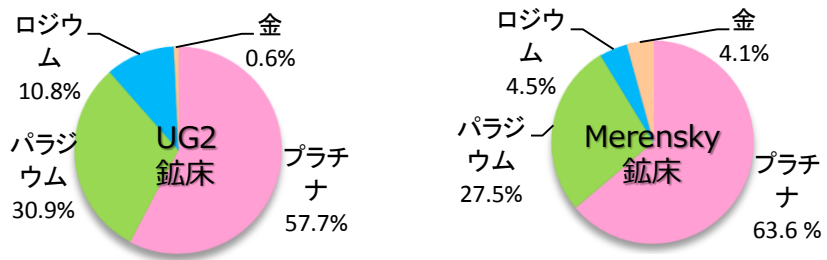 ロジウ
ム
10.8%
金
0.6%
パラジ
ウム
30.9%
UG2
鉱床
プラチ
ナ
57.7%
ロジウ
ム
4.5%
金
4.1%
パラジ
ウム
27.5%
Merensky
鉱床
プラチ
ナ
63.6 %